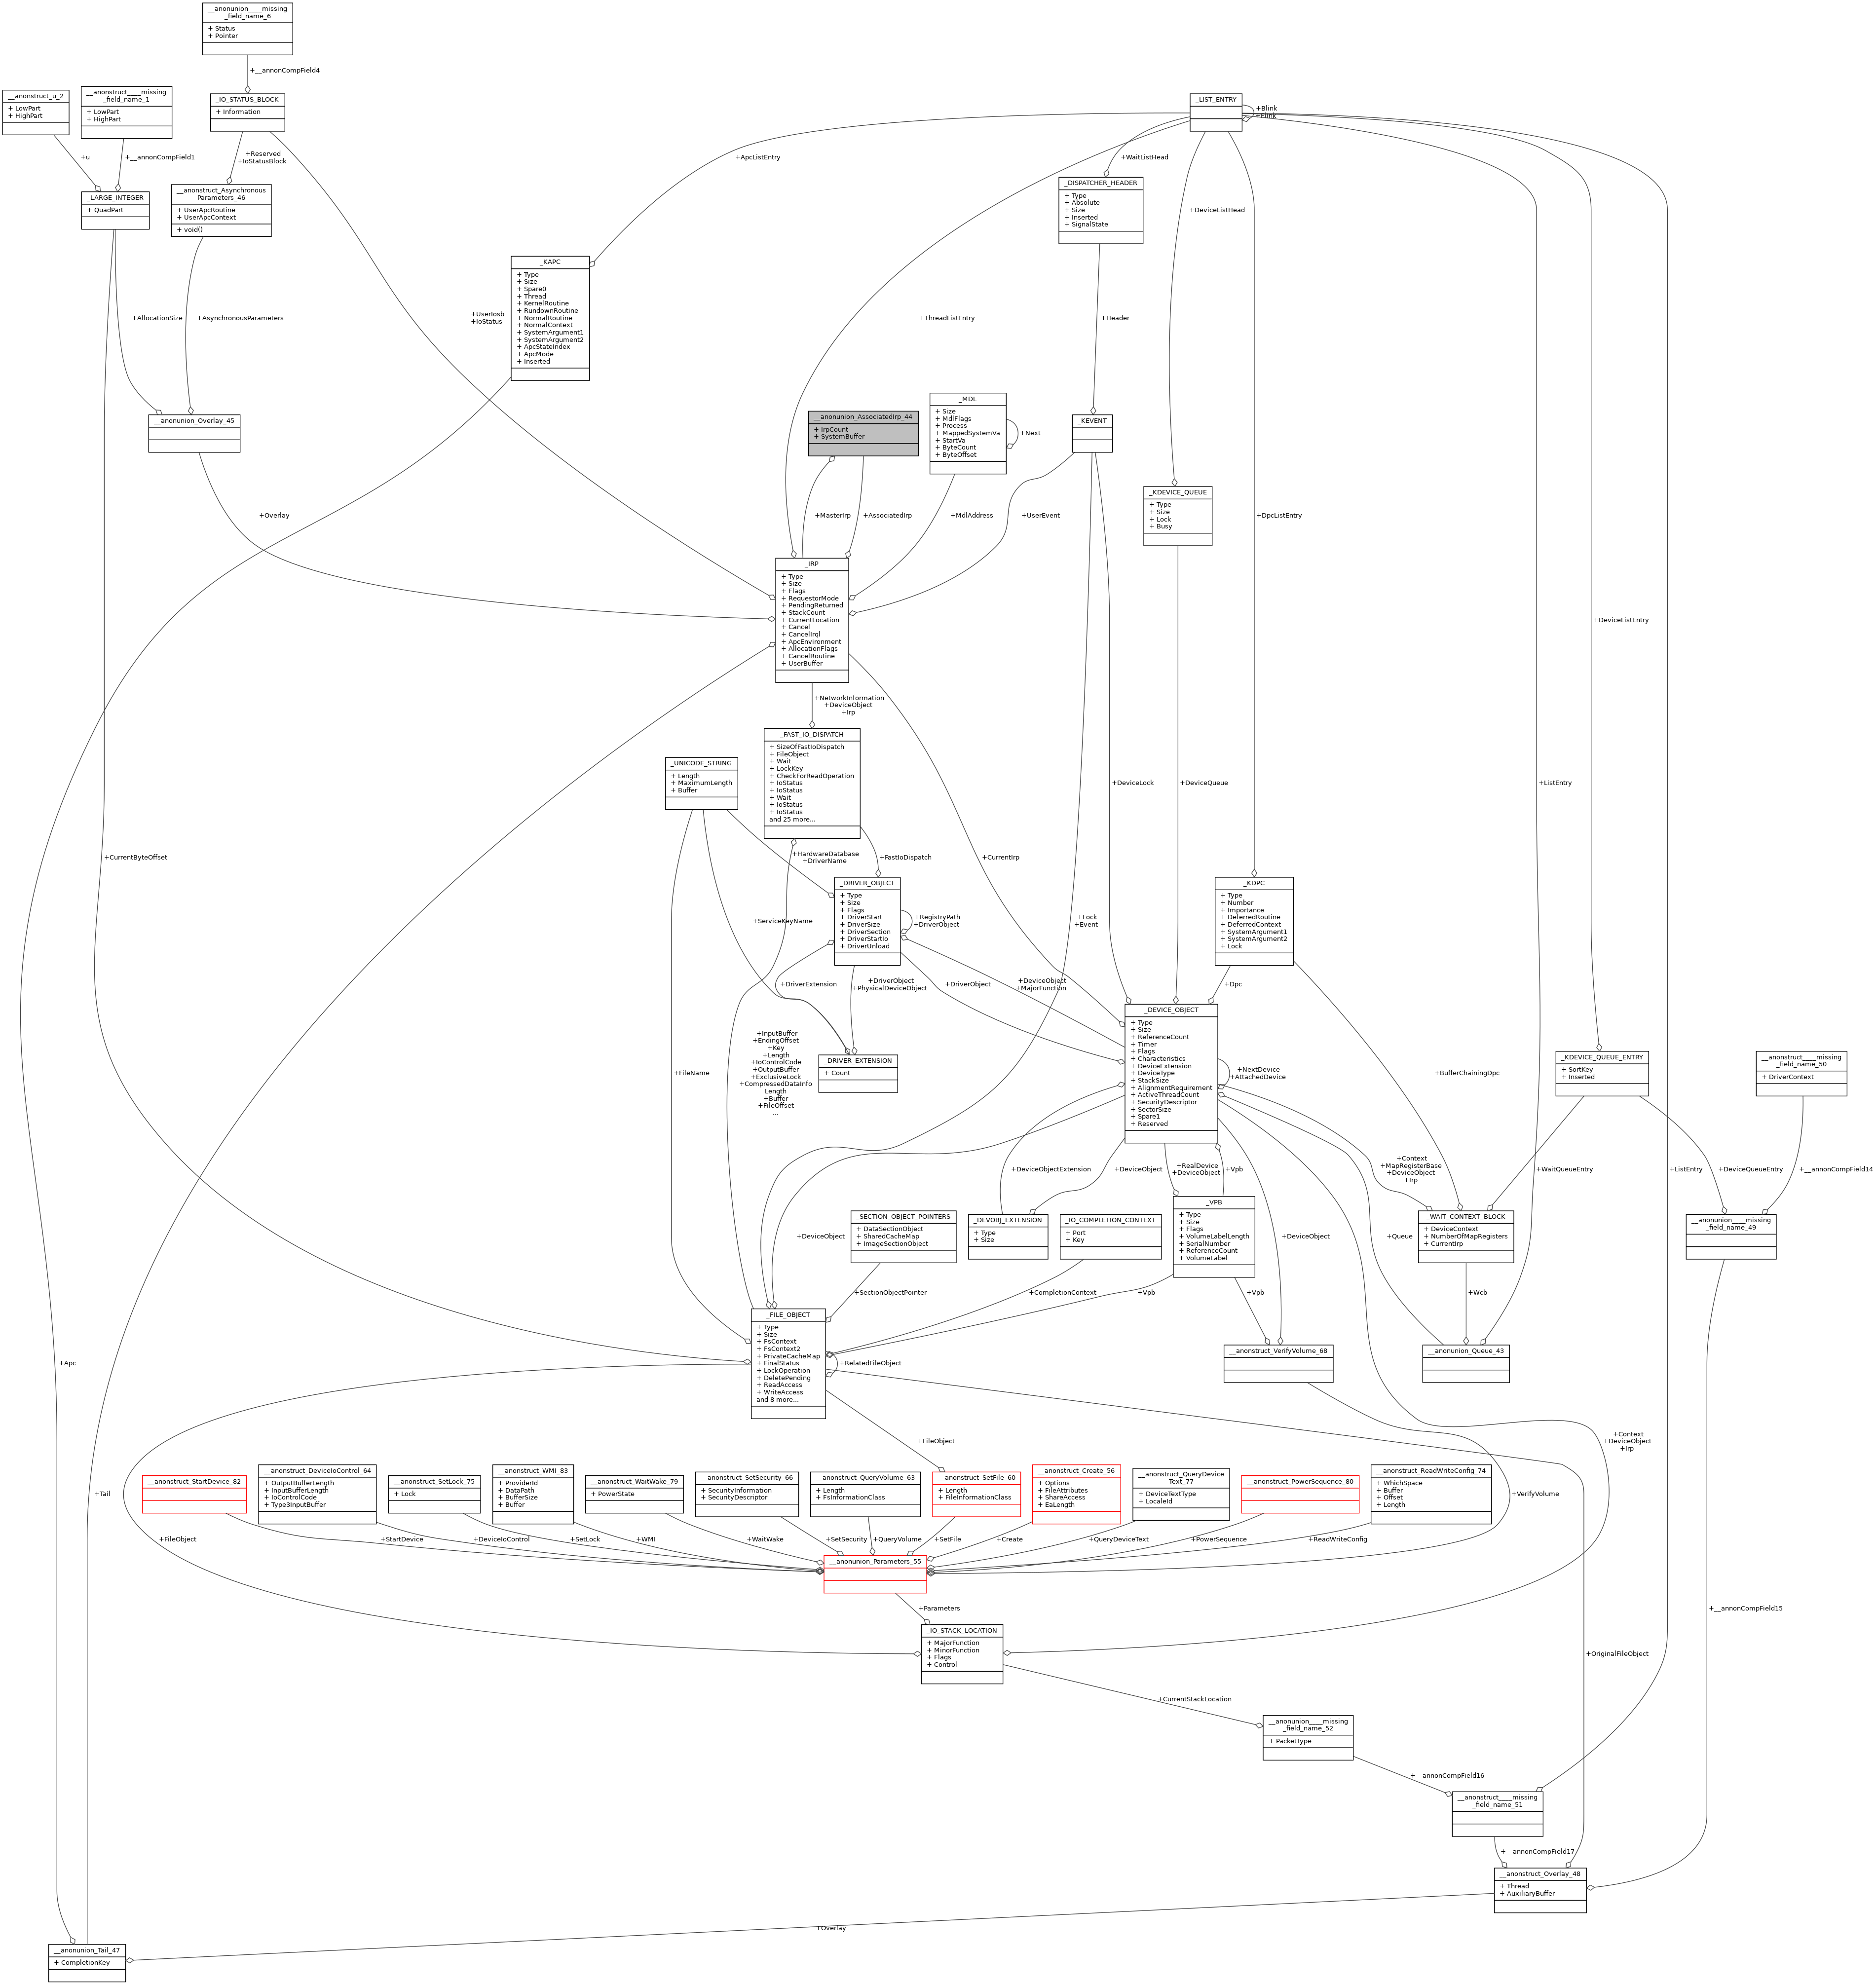 __anonunion____missing
_field_name_6
+ Status
+ Pointer
+__annonCompField4
__anonstruct_u_2
+ LowPart
+ HighPart
__anonstruct____missing
_field_name_1
+ LowPart
+ HighPart
_IO_STATUS_BLOCK
+ Information
_LIST_ENTRY
+Blink
+Flink
+u
+__annonCompField1
+Reserved
+IoStatusBlock
+ApcListEntry
+WaitListHead
_LARGE_INTEGER
+ QuadPart
__anonstruct_Asynchronous
Parameters_46
+ UserApcRoutine
+ UserApcContext
+ void()
_DISPATCHER_HEADER
+ Type
+ Absolute
+ Size
+ Inserted
+ SignalState
+DeviceListHead
_KAPC
+ Type
+ Size
+ Spare0
+ Thread
+ KernelRoutine
+ RundownRoutine
+ NormalRoutine
+ NormalContext
+ SystemArgument1
+ SystemArgument2
+ ApcStateIndex
+ ApcMode
+ Inserted
+AllocationSize
+AsynchronousParameters
+UserIosb
+IoStatus
+ThreadListEntry
+Header
__anonunion_Overlay_45
__anonunion_AssociatedIrp_44
+ IrpCount
+ SystemBuffer
_MDL
+ Size
+ MdlFlags
+ Process
+ MappedSystemVa
+ StartVa
+ ByteCount
+ ByteOffset
+Next
_KEVENT
_KDEVICE_QUEUE
+ Type
+ Size
+ Lock
+ Busy
+Overlay
+MasterIrp
+AssociatedIrp
+MdlAddress
+UserEvent
+DpcListEntry
_IRP
+ Type
+ Size
+ Flags
+ RequestorMode
+ PendingReturned
+ StackCount
+ CurrentLocation
+ Cancel
+ CancelIrql
+ ApcEnvironment
+ AllocationFlags
+ CancelRoutine
+ UserBuffer
+DeviceListEntry
+NetworkInformation
+DeviceObject
+Irp
_FAST_IO_DISPATCH
+ SizeOfFastIoDispatch
+ FileObject
+ Wait
+ LockKey
+ CheckForReadOperation
+ IoStatus
+ IoStatus
+ Wait
+ IoStatus
+ IoStatus
and 25 more...
_UNICODE_STRING
+ Length
+ MaximumLength
+ Buffer
+DeviceLock
+DeviceQueue
+ListEntry
+CurrentByteOffset
+HardwareDatabase
+DriverName
+FastIoDispatch
+CurrentIrp
_DRIVER_OBJECT
+ Type
+ Size
+ Flags
+ DriverStart
+ DriverSize
+ DriverSection
+ DriverStartIo
+ DriverUnload
+RegistryPath
+DriverObject
_KDPC
+ Type
+ Number
+ Importance
+ DeferredRoutine
+ DeferredContext
+ SystemArgument1
+ SystemArgument2
+ Lock
+ServiceKeyName
+Lock
+Event
+DriverExtension
+DriverObject
+PhysicalDeviceObject
+DriverObject
+DeviceObject
+MajorFunction
+Dpc
_DEVICE_OBJECT
+ Type
+ Size
+ ReferenceCount
+ Timer
+ Flags
+ Characteristics
+ DeviceExtension
+ DeviceType
+ StackSize
+ AlignmentRequirement
+ ActiveThreadCount
+ SecurityDescriptor
+ SectorSize
+ Spare1
+ Reserved
+NextDevice
+AttachedDevice
+InputBuffer
+EndingOffset
+Key
+Length
+IoControlCode
+OutputBuffer
+ExclusiveLock
+CompressedDataInfo
Length
+Buffer
+FileOffset
...
_DRIVER_EXTENSION
+ Count
+FileName
+BufferChainingDpc
_KDEVICE_QUEUE_ENTRY
+ SortKey
+ Inserted
__anonstruct____missing
_field_name_50
+ DriverContext
+DeviceObjectExtension
+DeviceObject
+RealDevice
+DeviceObject
+Vpb
+Context
+MapRegisterBase
+DeviceObject
+Irp
+WaitQueueEntry
+ListEntry
+DeviceQueueEntry
+__annonCompField14
_SECTION_OBJECT_POINTERS
+ DataSectionObject
+ SharedCacheMap
+ ImageSectionObject
_DEVOBJ_EXTENSION
+ Type
+ Size
_IO_COMPLETION_CONTEXT
+ Port
+ Key
_VPB
+ Type
+ Size
+ Flags
+ VolumeLabelLength
+ SerialNumber
+ ReferenceCount
+ VolumeLabel
_WAIT_CONTEXT_BLOCK
+ DeviceContext
+ NumberOfMapRegisters
+ CurrentIrp
__anonunion____missing
_field_name_49
+DeviceObject
+DeviceObject
+Queue
+SectionObjectPointer
+CompletionContext
+Vpb
+Vpb
+Wcb
_FILE_OBJECT
+ Type
+ Size
+ FsContext
+ FsContext2
+ PrivateCacheMap
+ FinalStatus
+ LockOperation
+ DeletePending
+ ReadAccess
+ WriteAccess
and 8 more...
+RelatedFileObject
__anonstruct_VerifyVolume_68
__anonunion_Queue_43
+Apc
+FileObject
+Context
+DeviceObject
+Irp
__anonstruct_StartDevice_82
__anonstruct_DeviceIoControl_64
+ OutputBufferLength
+ InputBufferLength
+ IoControlCode
+ Type3InputBuffer
__anonstruct_SetLock_75
+ Lock
__anonstruct_WMI_83
+ ProviderId
+ DataPath
+ BufferSize
+ Buffer
__anonstruct_WaitWake_79
+ PowerState
__anonstruct_SetSecurity_66
+ SecurityInformation
+ SecurityDescriptor
__anonstruct_QueryVolume_63
+ Length
+ FsInformationClass
__anonstruct_SetFile_60
+ Length
+ FileInformationClass
__anonstruct_Create_56
+ Options
+ FileAttributes
+ ShareAccess
+ EaLength
__anonstruct_QueryDevice
Text_77
+ DeviceTextType
+ LocaleId
__anonstruct_PowerSequence_80
__anonstruct_ReadWriteConfig_74
+ WhichSpace
+ Buffer
+ Offset
+ Length
+Tail
+VerifyVolume
+FileObject
+StartDevice
+DeviceIoControl
+SetLock
+WMI
+WaitWake
+SetSecurity
+QueryVolume
+SetFile
+Create
+QueryDeviceText
+PowerSequence
+ReadWriteConfig
__anonunion_Parameters_55
+Parameters
+__annonCompField15
_IO_STACK_LOCATION
+ MajorFunction
+ MinorFunction
+ Flags
+ Control
+OriginalFileObject
+CurrentStackLocation
__anonunion____missing
_field_name_52
+ PacketType
+__annonCompField16
__anonstruct____missing
_field_name_51
+__annonCompField17
__anonstruct_Overlay_48
+ Thread
+ AuxiliaryBuffer
+Overlay
__anonunion_Tail_47
+ CompletionKey